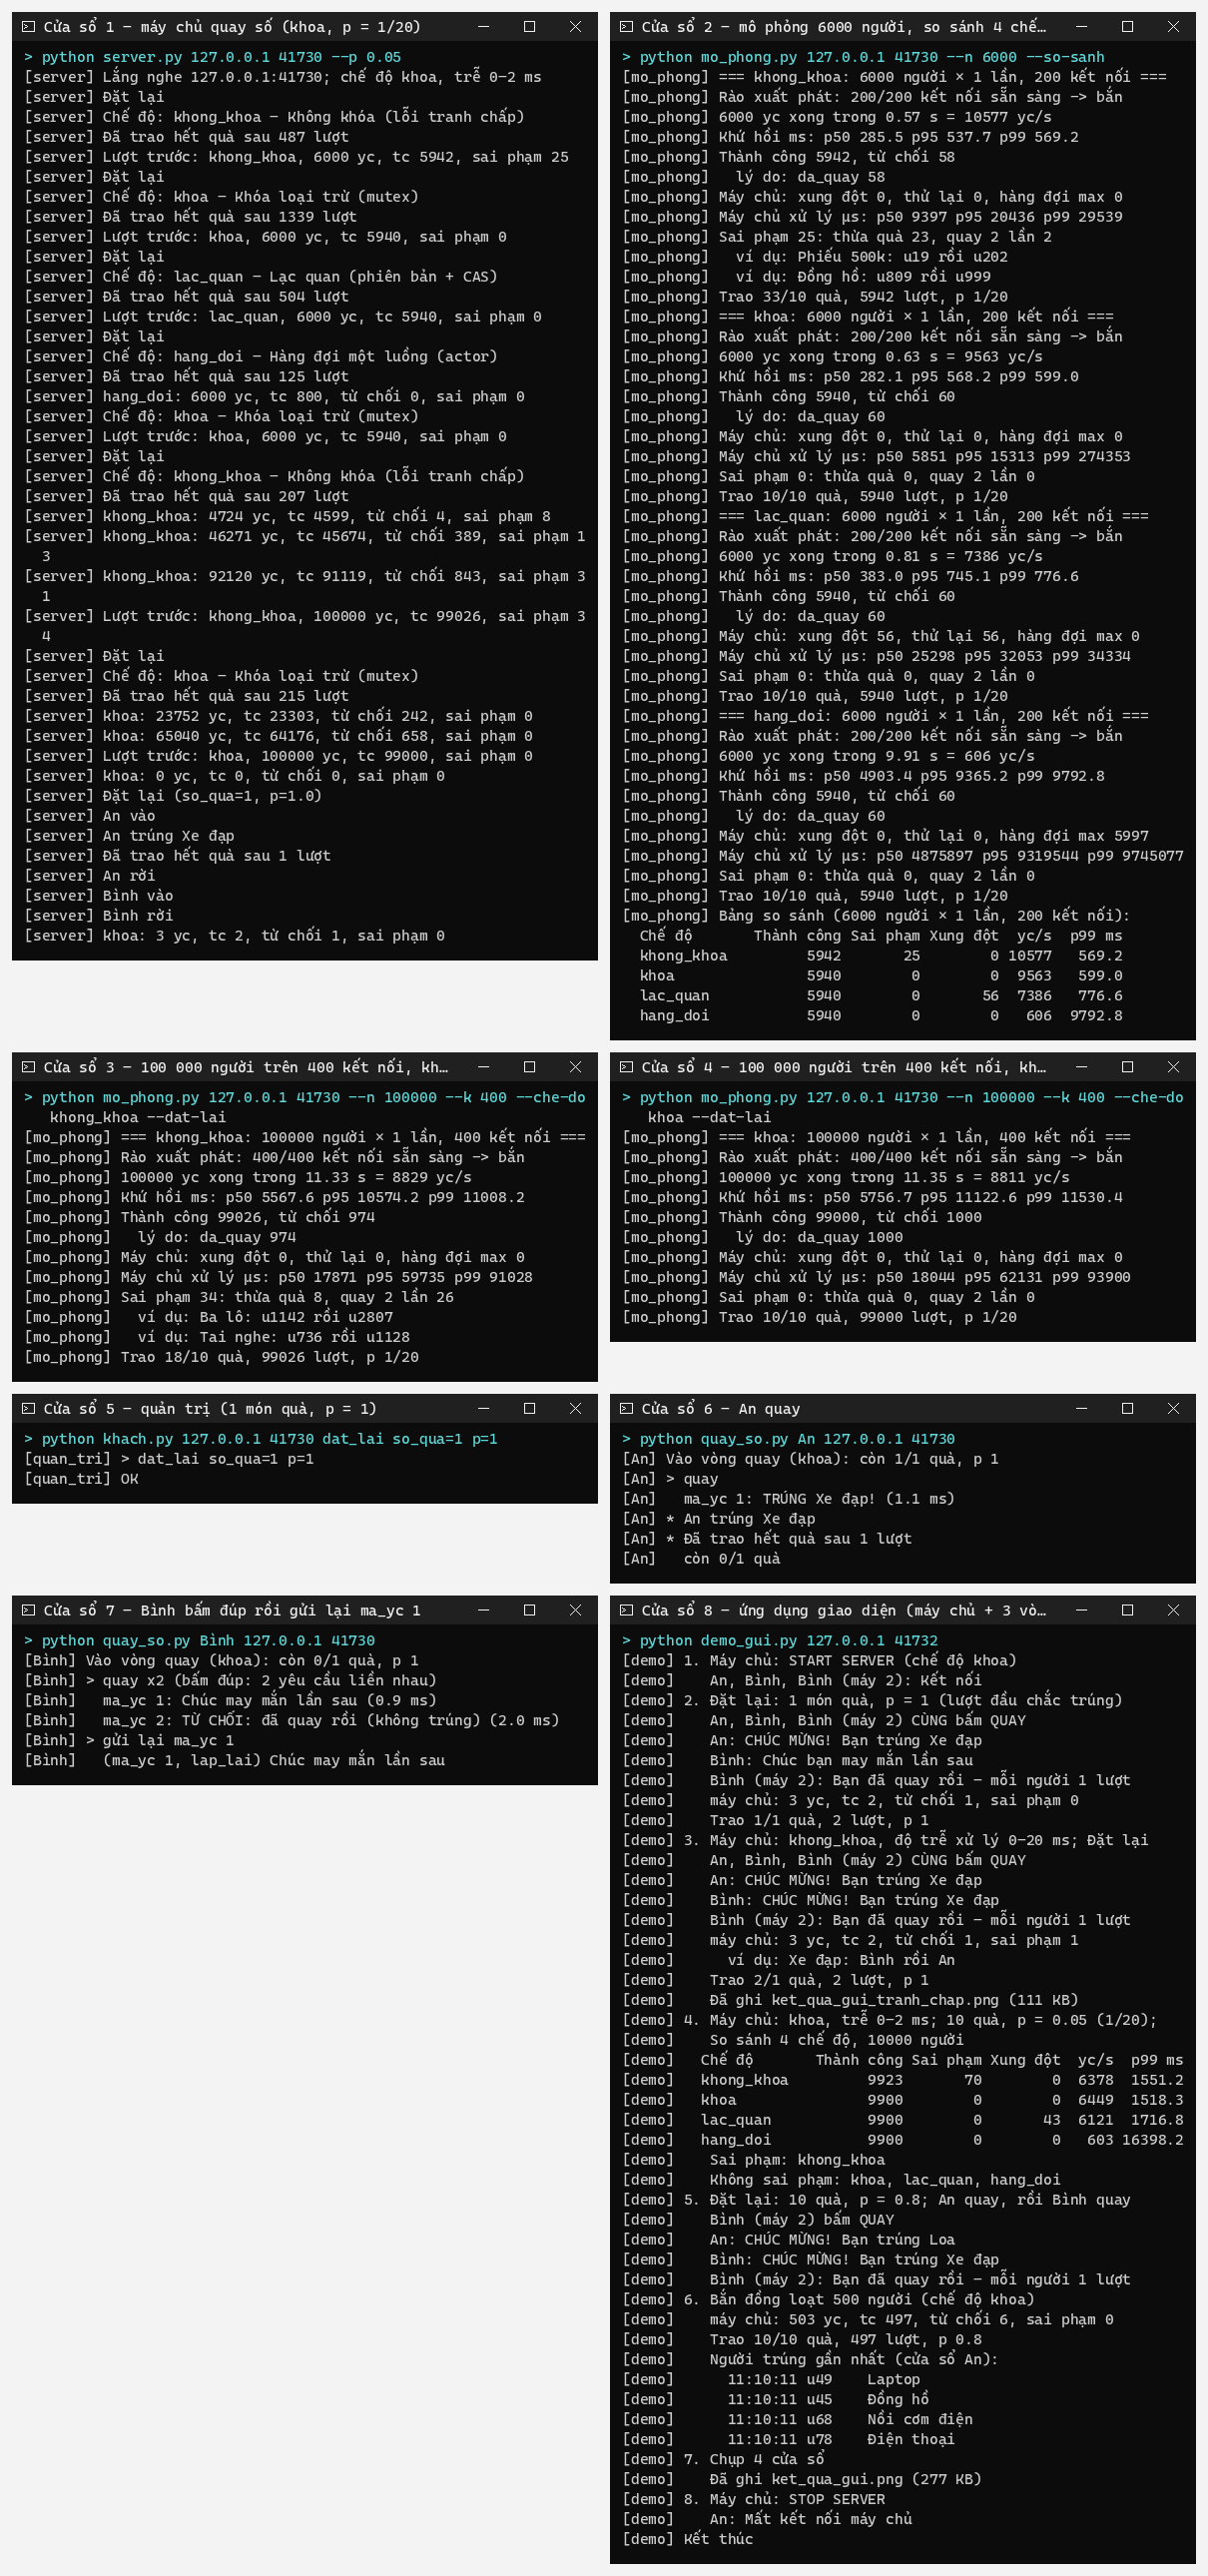 Cửa sổ 1 — máy chủ quay số (khoa, p = 1/20)
> python server.py 127.0.0.1 41730 --p 0.05
[server] Lắng nghe 127.0.0.1:41730; chế độ khoa, trễ 0–2 ms
[server] Đặt lại
[server] Chế độ: khong_khoa — Không khóa (lỗi tranh chấp)
[server] Đã trao hết quà sau 487 lượt
[server] Lượt trước: khong_khoa, 6000 yc, tc 5942, sai phạm 25
[server] Đặt lại
[server] Chế độ: khoa — Khóa loại trừ (mutex)
[server] Đã trao hết quà sau 1339 lượt
[server] Lượt trước: khoa, 6000 yc, tc 5940, sai phạm 0
[server] Đặt lại
[server] Chế độ: lac_quan — Lạc quan (phiên bản + CAS)
[server] Đã trao hết quà sau 504 lượt
[server] Lượt trước: lac_quan, 6000 yc, tc 5940, sai phạm 0
[server] Đặt lại
[server] Chế độ: hang_doi — Hàng đợi một luồng (actor)
[server] Đã trao hết quà sau 125 lượt
[server] hang_doi: 6000 yc, tc 800, từ chối 0, sai phạm 0
[server] Chế độ: khoa — Khóa loại trừ (mutex)
[server] Lượt trước: khoa, 6000 yc, tc 5940, sai phạm 0
[server] Đặt lại
[server] Chế độ: khong_khoa — Không khóa (lỗi tranh chấp)
[server] Đã trao hết quà sau 207 lượt
[server] khong_khoa: 4724 yc, tc 4599, từ chối 4, sai phạm 8
[server] khong_khoa: 46271 yc, tc 45674, từ chối 389, sai phạm 1
3
[server] khong_khoa: 92120 yc, tc 91119, từ chối 843, sai phạm 3
1
[server] Lượt trước: khong_khoa, 100000 yc, tc 99026, sai phạm 3
4
[server] Đặt lại
[server] Chế độ: khoa — Khóa loại trừ (mutex)
[server] Đã trao hết quà sau 215 lượt
[server] khoa: 23752 yc, tc 23303, từ chối 242, sai phạm 0
[server] khoa: 65040 yc, tc 64176, từ chối 658, sai phạm 0
[server] Lượt trước: khoa, 100000 yc, tc 99000, sai phạm 0
[server] khoa: 0 yc, tc 0, từ chối 0, sai phạm 0
[server] Đặt lại (so_qua=1, p=1.0)
[server] An vào
[server] An trúng Xe đạp
[server] Đã trao hết quà sau 1 lượt
[server] An rời
[server] Bình vào
[server] Bình rời
[server] khoa: 3 yc, tc 2, từ chối 1, sai phạm 0
Cửa sổ 2 — mô phỏng 6000 người, so sánh 4 chế…
> python mo_phong.py 127.0.0.1 41730 --n 6000 --so-sanh
[mo_phong] === khong_khoa: 6000 người × 1 lần, 200 kết nối ===
[mo_phong] Rào xuất phát: 200/200 kết nối sẵn sàng -> bắn
[mo_phong] 6000 yc xong trong 0.57 s = 10577 yc/s
[mo_phong] Khứ hồi ms: p50 285.5 p95 537.7 p99 569.2
[mo_phong] Thành công 5942, từ chối 58
[mo_phong]   lý do: da_quay 58
[mo_phong] Máy chủ: xung đột 0, thử lại 0, hàng đợi max 0
[mo_phong] Máy chủ xử lý µs: p50 9397 p95 20436 p99 29539
[mo_phong] Sai phạm 25: thừa quà 23, quay 2 lần 2
[mo_phong]   ví dụ: Phiếu 500k: u19 rồi u202
[mo_phong]   ví dụ: Đồng hồ: u809 rồi u999
[mo_phong] Trao 33/10 quà, 5942 lượt, p 1/20
[mo_phong] === khoa: 6000 người × 1 lần, 200 kết nối ===
[mo_phong] Rào xuất phát: 200/200 kết nối sẵn sàng -> bắn
[mo_phong] 6000 yc xong trong 0.63 s = 9563 yc/s
[mo_phong] Khứ hồi ms: p50 282.1 p95 568.2 p99 599.0
[mo_phong] Thành công 5940, từ chối 60
[mo_phong]   lý do: da_quay 60
[mo_phong] Máy chủ: xung đột 0, thử lại 0, hàng đợi max 0
[mo_phong] Máy chủ xử lý µs: p50 5851 p95 15313 p99 274353
[mo_phong] Sai phạm 0: thừa quà 0, quay 2 lần 0
[mo_phong] Trao 10/10 quà, 5940 lượt, p 1/20
[mo_phong] === lac_quan: 6000 người × 1 lần, 200 kết nối ===
[mo_phong] Rào xuất phát: 200/200 kết nối sẵn sàng -> bắn
[mo_phong] 6000 yc xong trong 0.81 s = 7386 yc/s
[mo_phong] Khứ hồi ms: p50 383.0 p95 745.1 p99 776.6
[mo_phong] Thành công 5940, từ chối 60
[mo_phong]   lý do: da_quay 60
[mo_phong] Máy chủ: xung đột 56, thử lại 56, hàng đợi max 0
[mo_phong] Máy chủ xử lý µs: p50 25298 p95 32053 p99 34334
[mo_phong] Sai phạm 0: thừa quà 0, quay 2 lần 0
[mo_phong] Trao 10/10 quà, 5940 lượt, p 1/20
[mo_phong] === hang_doi: 6000 người × 1 lần, 200 kết nối ===
[mo_phong] Rào xuất phát: 200/200 kết nối sẵn sàng -> bắn
[mo_phong] 6000 yc xong trong 9.91 s = 606 yc/s
[mo_phong] Khứ hồi ms: p50 4903.4 p95 9365.2 p99 9792.8
[mo_phong] Thành công 5940, từ chối 60
[mo_phong]   lý do: da_quay 60
[mo_phong] Máy chủ: xung đột 0, thử lại 0, hàng đợi max 5997
[mo_phong] Máy chủ xử lý µs: p50 4875897 p95 9319544 p99 9745077
[mo_phong] Sai phạm 0: thừa quà 0, quay 2 lần 0
[mo_phong] Trao 10/10 quà, 5940 lượt, p 1/20
[mo_phong] Bảng so sánh (6000 người × 1 lần, 200 kết nối):
Chế độ Thành công Sai phạm Xung đột yc/s p99 ms
khong_khoa 5942 25 0 10577 569.2
khoa 5940 0 0 9563 599.0
lac_quan 5940 0 56 7386 776.6
hang_doi 5940 0 0 606 9792.8
Cửa sổ 3 — 100 000 người trên 400 kết nối, kh…
> python mo_phong.py 127.0.0.1 41730 --n 100000 --k 400 --che-do
khong_khoa --dat-lai
[mo_phong] === khong_khoa: 100000 người × 1 lần, 400 kết nối ===
[mo_phong] Rào xuất phát: 400/400 kết nối sẵn sàng -> bắn
[mo_phong] 100000 yc xong trong 11.33 s = 8829 yc/s
[mo_phong] Khứ hồi ms: p50 5567.6 p95 10574.2 p99 11008.2
[mo_phong] Thành công 99026, từ chối 974
[mo_phong]   lý do: da_quay 974
[mo_phong] Máy chủ: xung đột 0, thử lại 0, hàng đợi max 0
[mo_phong] Máy chủ xử lý µs: p50 17871 p95 59735 p99 91028
[mo_phong] Sai phạm 34: thừa quà 8, quay 2 lần 26
[mo_phong]   ví dụ: Ba lô: u1142 rồi u2807
[mo_phong]   ví dụ: Tai nghe: u736 rồi u1128
[mo_phong] Trao 18/10 quà, 99026 lượt, p 1/20
Cửa sổ 4 — 100 000 người trên 400 kết nối, kh…
> python mo_phong.py 127.0.0.1 41730 --n 100000 --k 400 --che-do
khoa --dat-lai
[mo_phong] === khoa: 100000 người × 1 lần, 400 kết nối ===
[mo_phong] Rào xuất phát: 400/400 kết nối sẵn sàng -> bắn
[mo_phong] 100000 yc xong trong 11.35 s = 8811 yc/s
[mo_phong] Khứ hồi ms: p50 5756.7 p95 11122.6 p99 11530.4
[mo_phong] Thành công 99000, từ chối 1000
[mo_phong]   lý do: da_quay 1000
[mo_phong] Máy chủ: xung đột 0, thử lại 0, hàng đợi max 0
[mo_phong] Máy chủ xử lý µs: p50 18044 p95 62131 p99 93900
[mo_phong] Sai phạm 0: thừa quà 0, quay 2 lần 0
[mo_phong] Trao 10/10 quà, 99000 lượt, p 1/20
Cửa sổ 5 — quản trị (1 món quà, p = 1)
> python khach.py 127.0.0.1 41730 dat_lai so_qua=1 p=1
[quan_tri] > dat_lai so_qua=1 p=1
[quan_tri] OK
Cửa sổ 6 — An quay
> python quay_so.py An 127.0.0.1 41730
[An] Vào vòng quay (khoa): còn 1/1 quà, p 1
[An] > quay
[An]   ma_yc 1: TRÚNG Xe đạp! (1.1 ms)
[An] * An trúng Xe đạp
[An] * Đã trao hết quà sau 1 lượt
[An]   còn 0/1 quà
Cửa sổ 7 — Bình bấm đúp rồi gửi lại ma_yc 1
> python quay_so.py Bình 127.0.0.1 41730
[Bình] Vào vòng quay (khoa): còn 0/1 quà, p 1
[Bình] > quay x2 (bấm đúp: 2 yêu cầu liền nhau)
[Bình]   ma_yc 1: Chúc may mắn lần sau (0.9 ms)
[Bình]   ma_yc 2: TỪ CHỐI: đã quay rồi (không trúng) (2.0 ms)
[Bình] > gửi lại ma_yc 1
[Bình]   (ma_yc 1, lap_lai) Chúc may mắn lần sau
Cửa sổ 8 — ứng dụng giao diện (máy chủ + 3 vò…
> python demo_gui.py 127.0.0.1 41732
[demo] 1. Máy chủ: START SERVER (chế độ khoa)
[demo]    An, Bình, Bình (máy 2): Kết nối
[demo] 2. Đặt lại: 1 món quà, p = 1 (lượt đầu chắc trúng)
[demo]    An, Bình, Bình (máy 2) CÙNG bấm QUAY
[demo]    An: CHÚC MỪNG! Bạn trúng Xe đạp
[demo]    Bình: Chúc bạn may mắn lần sau
[demo]    Bình (máy 2): Bạn đã quay rồi — mỗi người 1 lượt
[demo]    máy chủ: 3 yc, tc 2, từ chối 1, sai phạm 0
[demo]    Trao 1/1 quà, 2 lượt, p 1
[demo] 3. Máy chủ: khong_khoa, độ trễ xử lý 0–20 ms; Đặt lại
[demo]    An, Bình, Bình (máy 2) CÙNG bấm QUAY
[demo]    An: CHÚC MỪNG! Bạn trúng Xe đạp
[demo]    Bình: CHÚC MỪNG! Bạn trúng Xe đạp
[demo]    Bình (máy 2): Bạn đã quay rồi — mỗi người 1 lượt
[demo]    máy chủ: 3 yc, tc 2, từ chối 1, sai phạm 1
[demo]      ví dụ: Xe đạp: Bình rồi An
[demo]    Trao 2/1 quà, 2 lượt, p 1
[demo]    Đã ghi ket_qua_gui_tranh_chap.png (111 KB)
[demo] 4. Máy chủ: khoa, trễ 0–2 ms; 10 quà, p = 0.05 (1/20);
[demo]    So sánh 4 chế độ, 10000 người
[demo]   Chế độ Thành công Sai phạm Xung đột yc/s p99 ms
[demo]   khong_khoa 9923 70 0 6378 1551.2
[demo]   khoa 9900 0 0 6449 1518.3
[demo]   lac_quan 9900 0 43 6121 1716.8
[demo]   hang_doi 9900 0 0 603 16398.2
[demo]    Sai phạm: khong_khoa
[demo]    Không sai phạm: khoa, lac_quan, hang_doi
[demo] 5. Đặt lại: 10 quà, p = 0.8; An quay, rồi Bình quay
[demo]    Bình (máy 2) bấm QUAY
[demo]    An: CHÚC MỪNG! Bạn trúng Loa
[demo]    Bình: CHÚC MỪNG! Bạn trúng Xe đạp
[demo]    Bình (máy 2): Bạn đã quay rồi — mỗi người 1 lượt
[demo] 6. Bắn đồng loạt 500 người (chế độ khoa)
[demo]    máy chủ: 503 yc, tc 497, từ chối 6, sai phạm 0
[demo]    Trao 10/10 quà, 497 lượt, p 0.8
[demo]    Người trúng gần nhất (cửa sổ An):
[demo]      11:10:11 u49    Laptop
[demo]      11:10:11 u45    Đồng hồ
[demo]      11:10:11 u68    Nồi cơm điện
[demo]      11:10:11 u78    Điện thoại
[demo] 7. Chụp 4 cửa sổ
[demo]    Đã ghi ket_qua_gui.png (277 KB)
[demo] 8. Máy chủ: STOP SERVER
[demo]    An: Mất kết nối máy chủ
[demo] Kết thúc